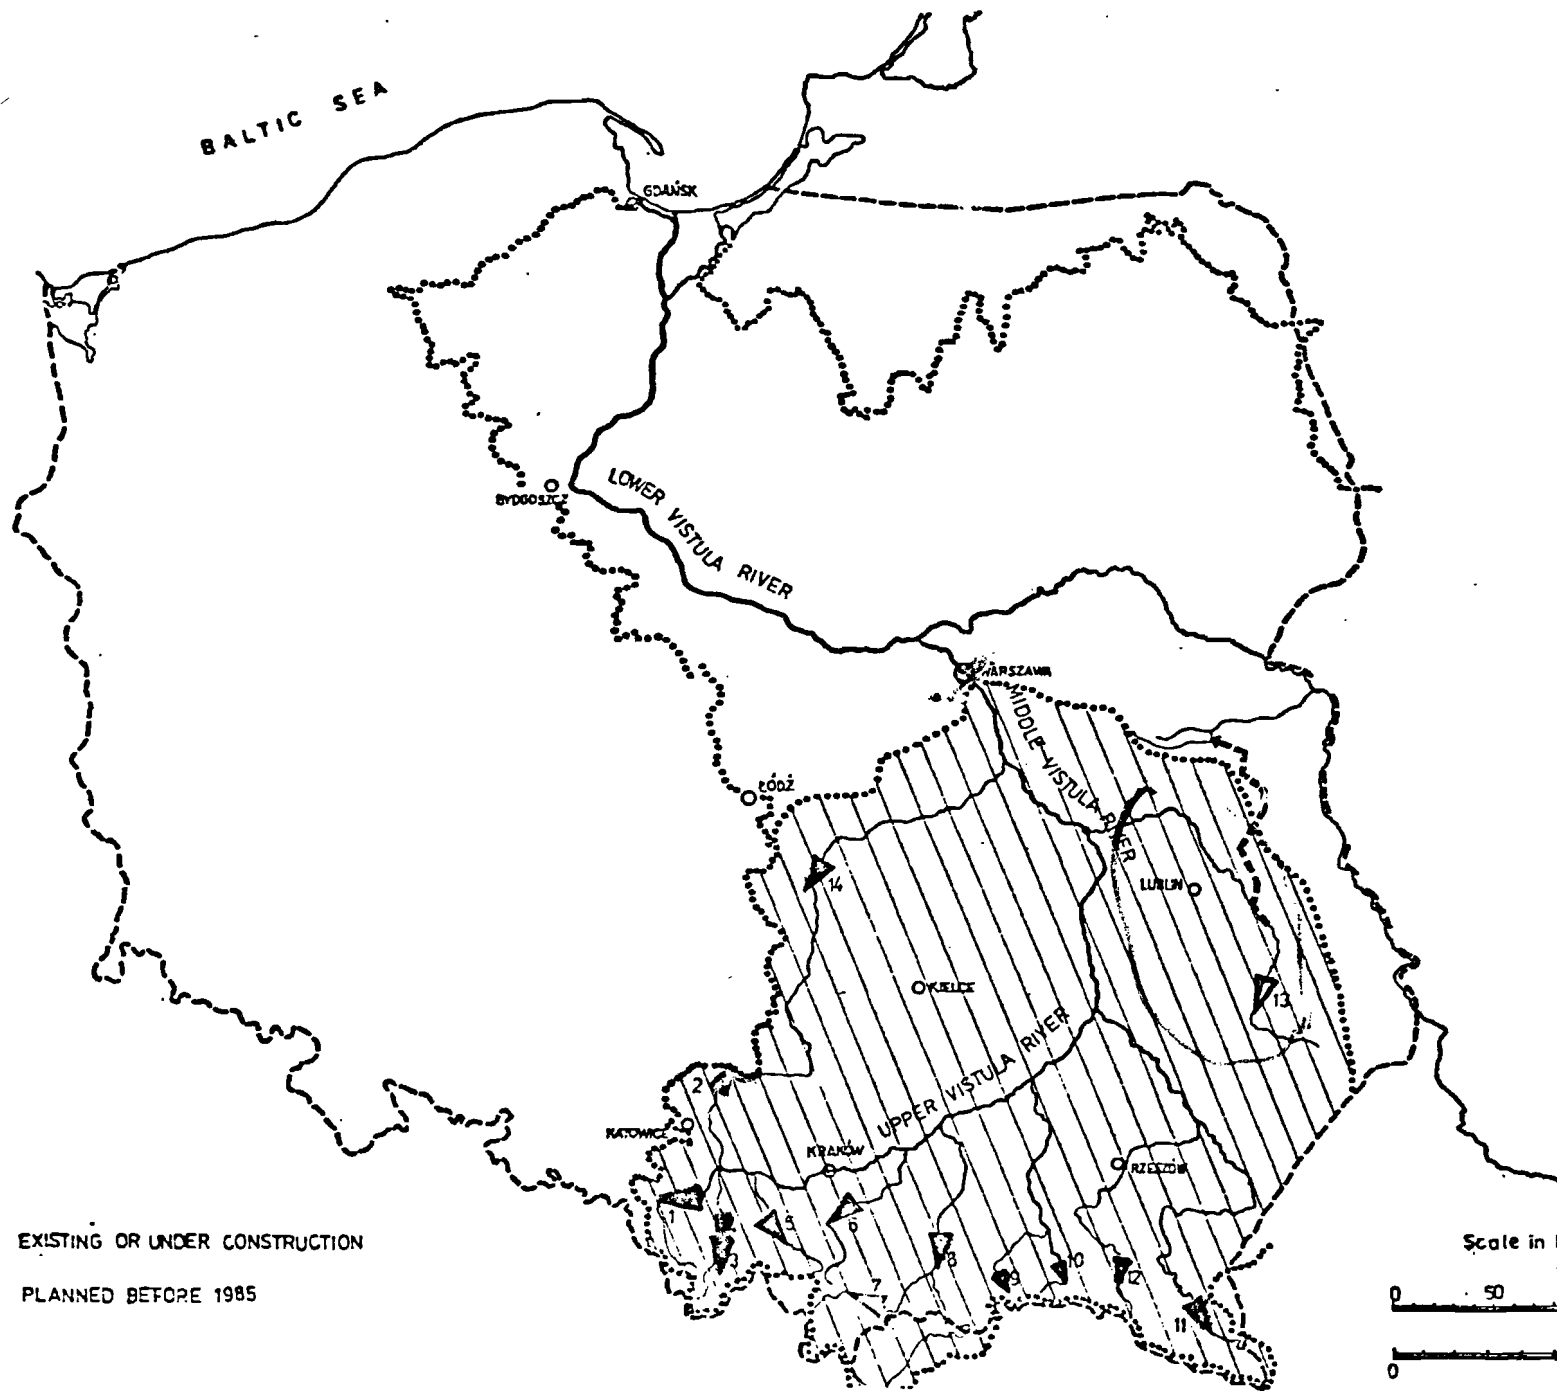 BALTIC SEA
GDAŃSK
BYDGOSZCZ
LOWER VISTULA RIVER
WARSZAWA
MIDDLE VISTULA RIVER
ŁÓDŹ
14
LUBLIN
KIELCE
13
UPPER VISTULA RIVER
2
KATOWICE
KRAKÓW
RZESZÓW
1
3
5
6
7
8
9
10
12
11
EXISTING OR UNDER CONSTRUCTION
PLANNED BEFORE 1985
Scale in
0 50
0